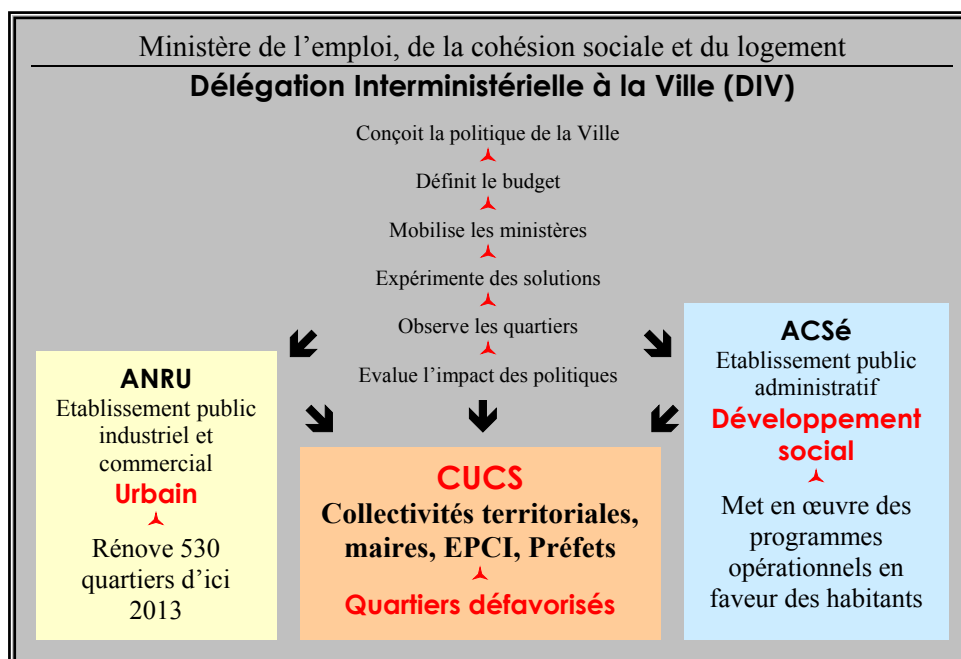 Ministère de l’emploi, de la cohésion sociale et du logement
Délégation Interministérielle à la Ville (DIV)
Conçoit la politique de la Ville
Définit le budget
Mobilise les ministères
Expérimente des solutions
Observe les quartiers
Evalue l’impact des politiques
ANRU
Etablissement public
industriel et
commercial
Urbain
Rénove 530
quartiers d’ici
2013
CUCS
Collectivités territoriales,
maires, EPCI, Préfets
Quartiers défavorisés
ACSé
Etablissement public
administratif
Développement
social
Met en œuvre des
programmes
opérationnels en
faveur des habitants